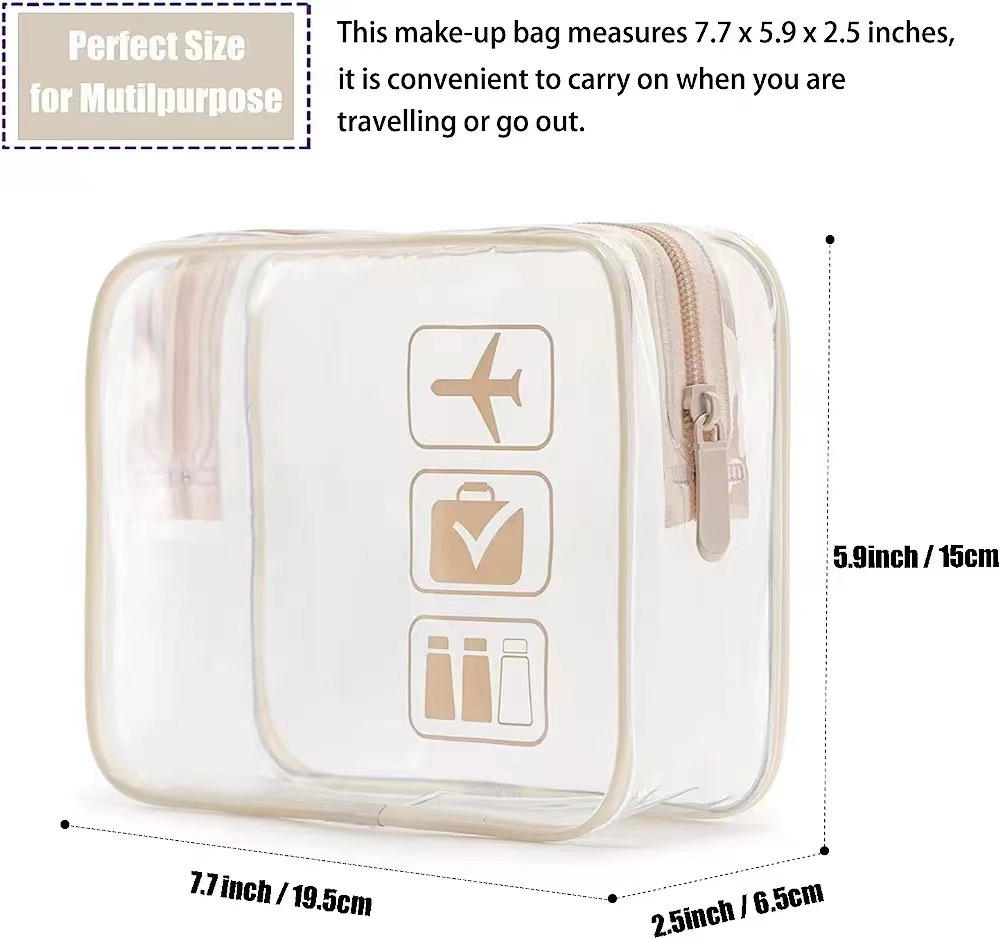 Perfect Size
for Mutilpurpose
This make-up bag measures 7.7 x 5.9 x 2.5 inches,
it is convenient to carry on when you are
travelling or go out.
5.9inch / 15cm
7.7inch / 19.5cm
2.5inch / 6.5cm